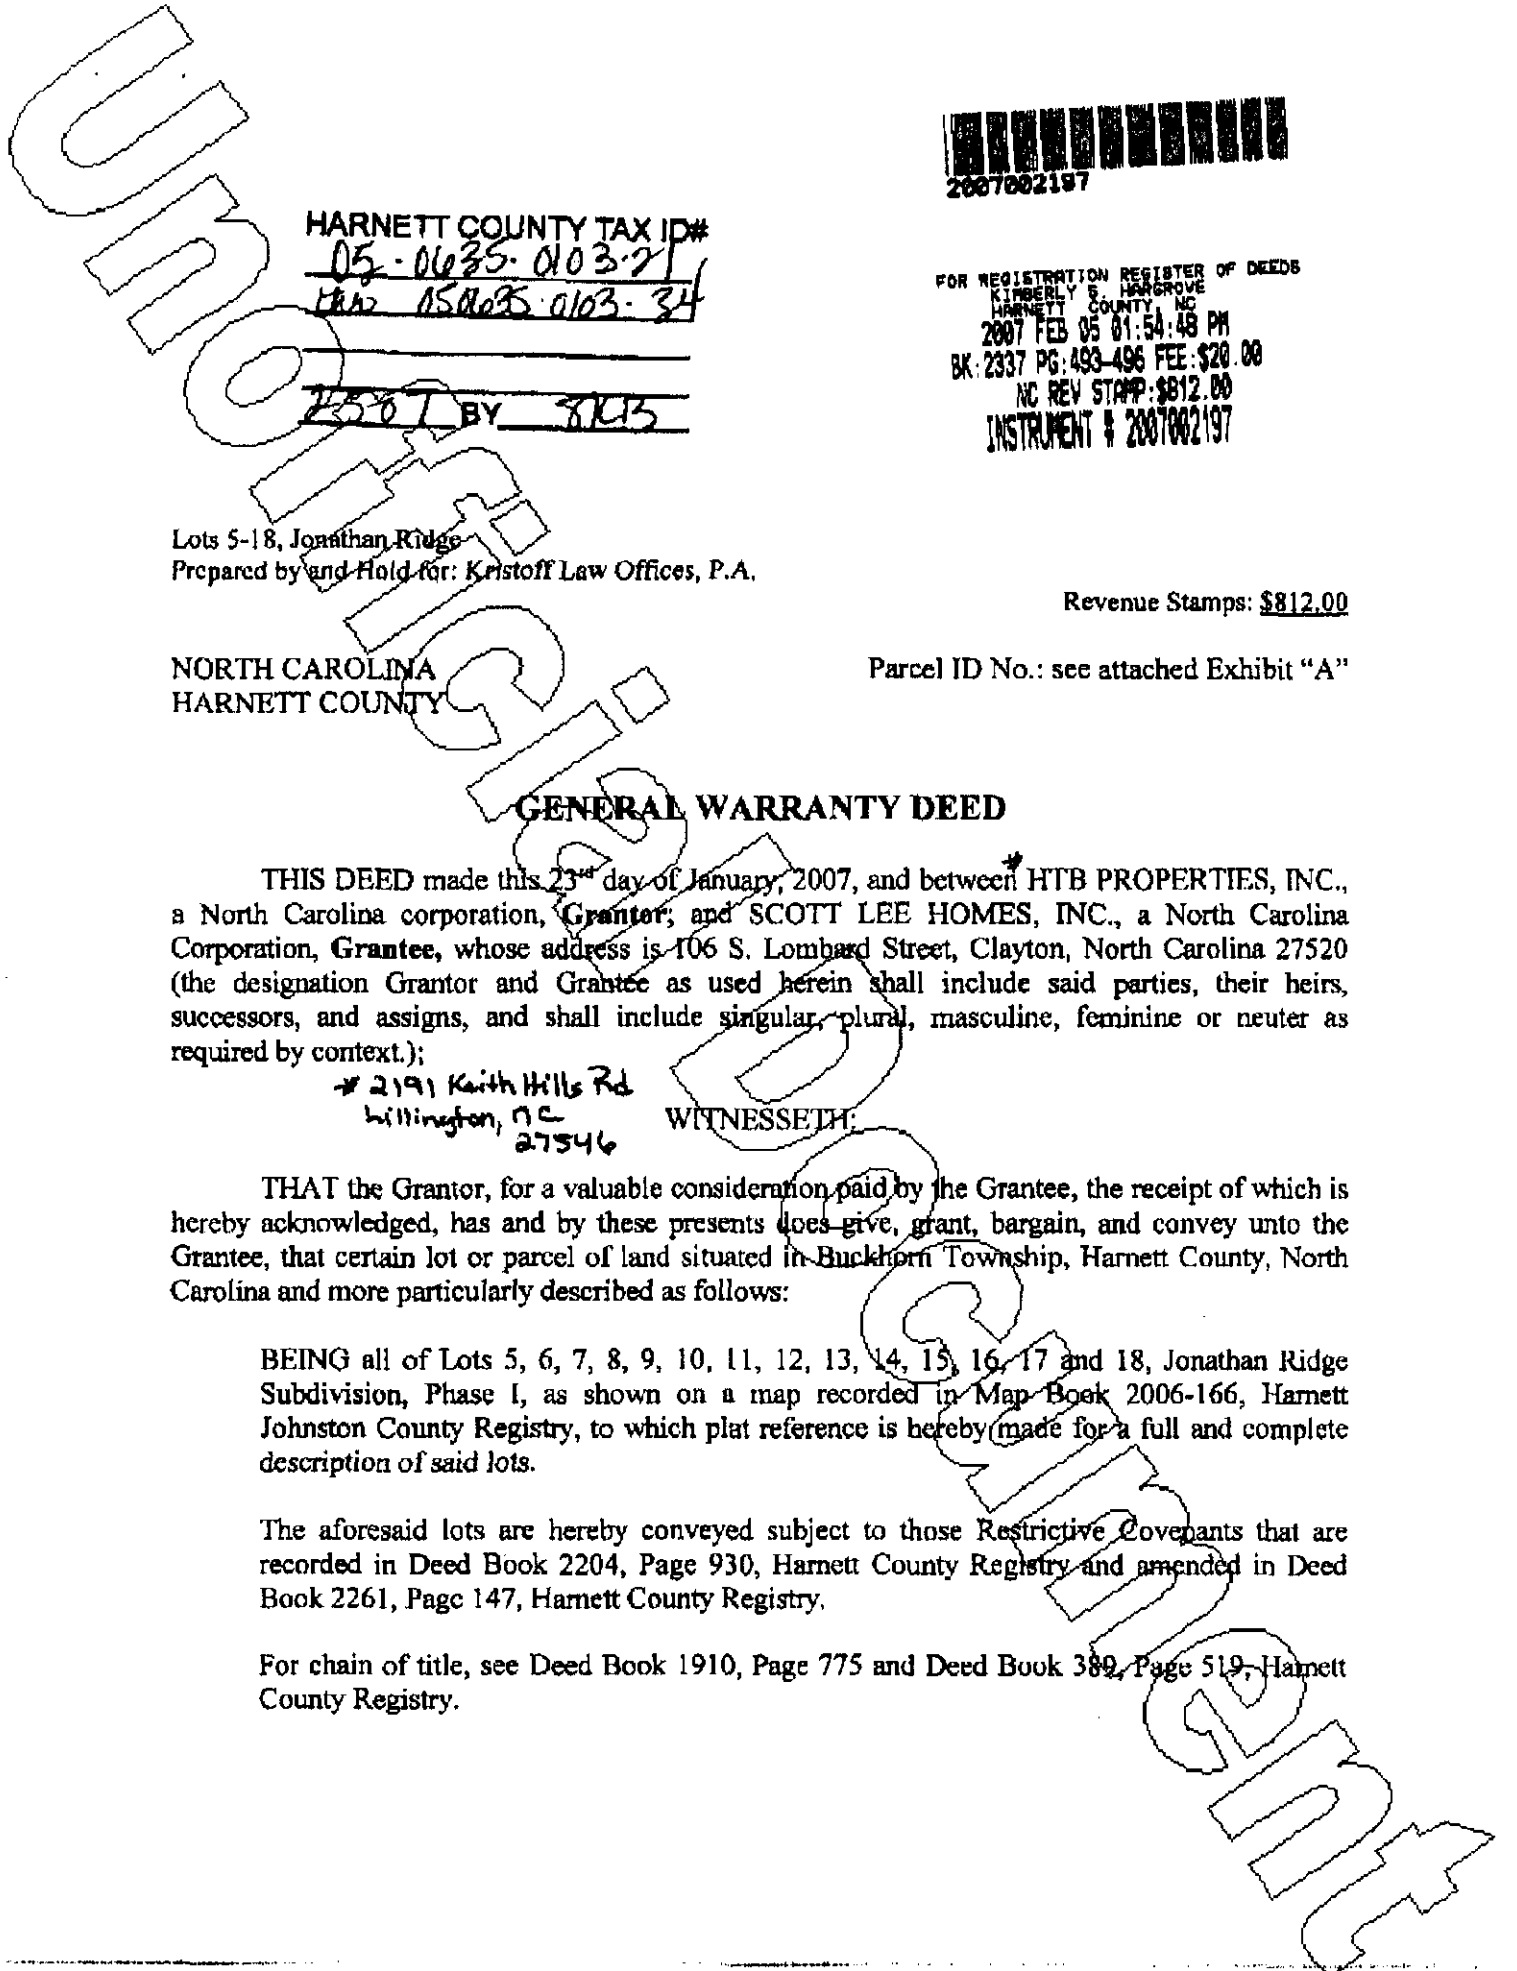 2007002197
HARNETT COUNTY TAX ID#
05-0635-0103-21
thru 050635-0103-34
2507 BY SKB
FOR REGISTRATION REGISTER OF DEEDS
KIMBERLY S. HARGROVE
HARNETT COUNTY, NC
2007 FEB 05 01:54:48 PM
BK:2337 PG:493-496 FEE:$20.00
NC REV STAMP:$812.00
INSTRUMENT # 2007002197
Lots 5-18, Jonathan Ridge
Prepared by and Hold for: Kristoff Law Offices, P.A.
Revenue Stamps: $812.00
NORTH CAROLINA
Parcel ID No.: see attached Exhibit “A”
HARNETT COUNTY
GENERAL WARRANTY DEED
THIS DEED made this 23rd day of January, 2007, and between * HTB PROPERTIES, INC.,
a North Carolina corporation, Grantor; and SCOTT LEE HOMES, INC., a North Carolina
Corporation, Grantee, whose address is 106 S. Lombard Street, Clayton, North Carolina 27520
(the designation Grantor and Grantee as used herein shall include said parties, their heirs,
successors, and assigns, and shall include singular, plural, masculine, feminine or neuter as
required by context.);
* 2191 Keith Hills Rd
Lillington, NC
27546
WITNESSETH:
THAT the Grantor, for a valuable consideration paid by the Grantee, the receipt of which is
hereby acknowledged, has and by these presents does give, grant, bargain, and convey unto the
Grantee, that certain lot or parcel of land situated in Buckhorn Township, Harnett County, North
Carolina and more particularly described as follows:
BEING all of Lots 5, 6, 7, 8, 9, 10, 11, 12, 13, 14, 15, 16, 17 and 18, Jonathan Ridge
Subdivision, Phase I, as shown on a map recorded in Map Book 2006-166, Harnett
Johnston County Registry, to which plat reference is hereby made for a full and complete
description of said lots.
The aforesaid lots are hereby conveyed subject to those Restrictive Covenants that are
recorded in Deed Book 2204, Page 930, Harnett County Registry and amended in Deed
Book 2261, Page 147, Harnett County Registry.
For chain of title, see Deed Book 1910, Page 775 and Deed Book 389, Page 519, Harnett
County Registry.
Unofficial Document